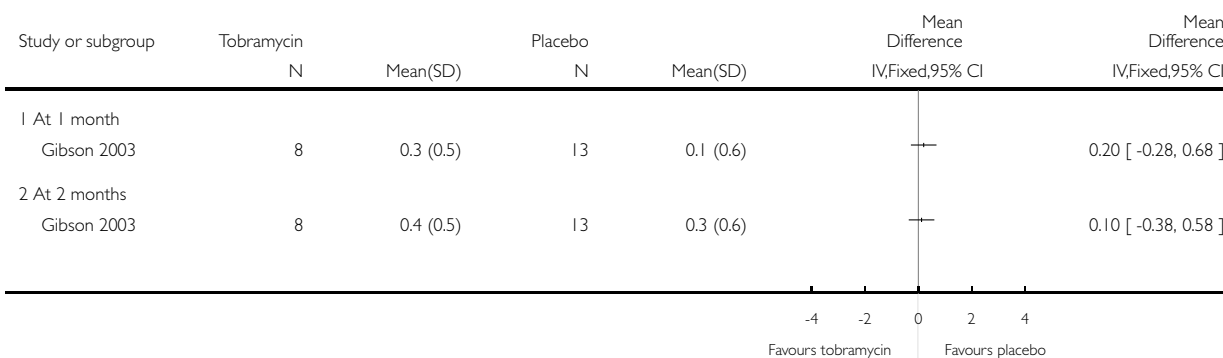 Mean Mean
Study or subgroup Tobramycin Placebo Difference Difference
N Mean(SD) N Mean(SD) IV,Fixed,95% CI IV,Fixed,95% CI
1 At 1 month
Gibson 2003 8 0.3 (0.5) 13 0.1 (0.6) 0.20 [ -0.28, 0.68 ]
2 At 2 months
Gibson 2003 8 0.4 (0.5) 13 0.3 (0.6) 0.10 [ -0.38, 0.58 ]
-4 -2 0 2 4
Favours tobramycin Favours placebo